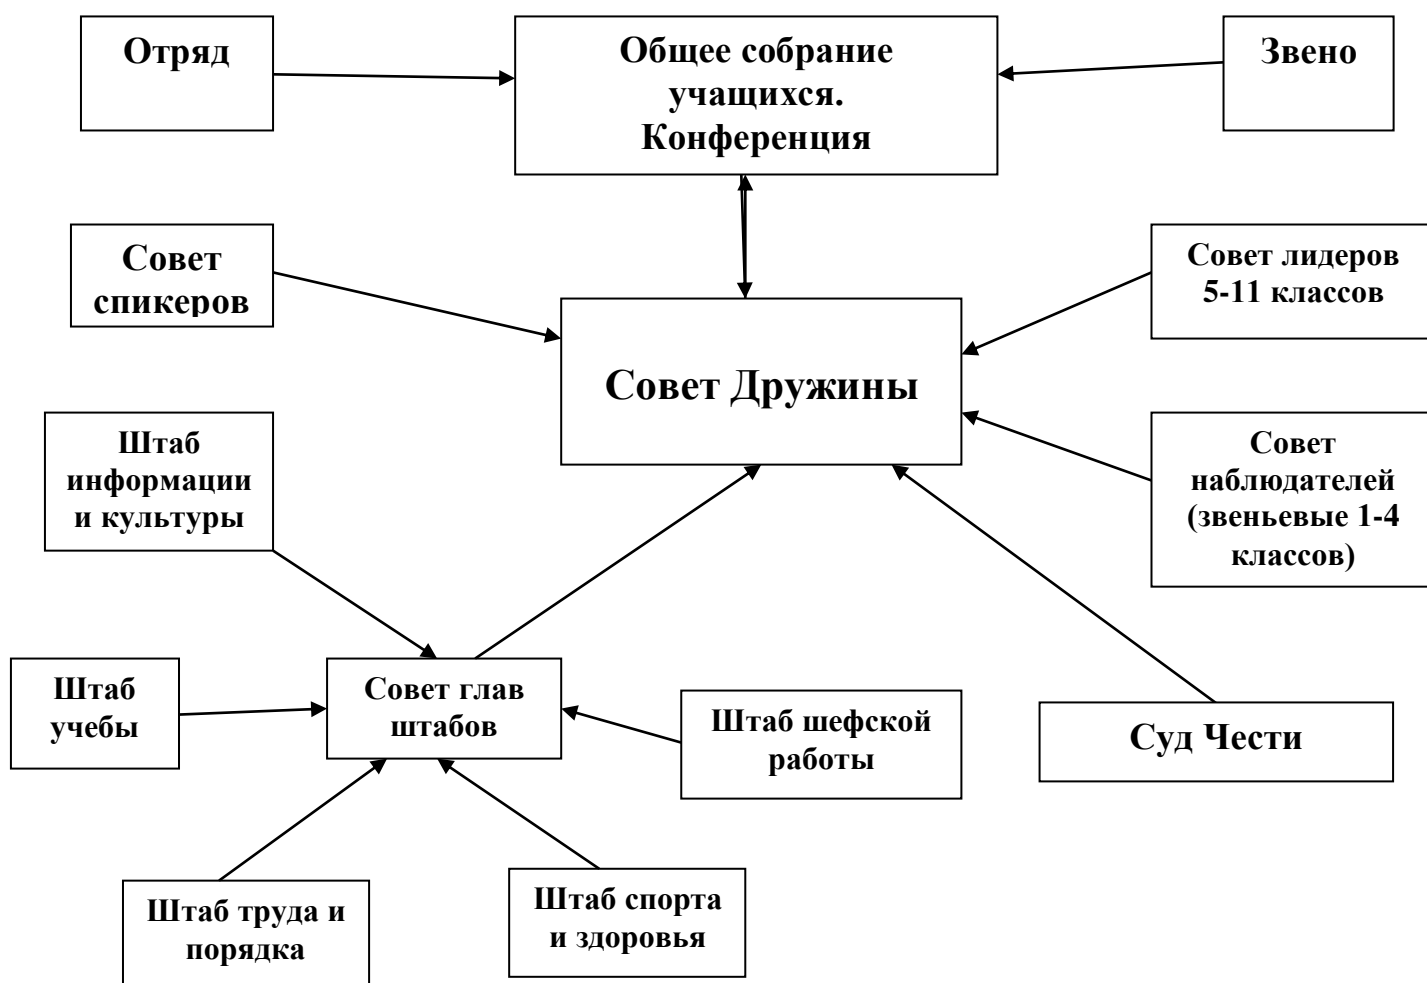 Отряд
Общее собрание
учащихся.
Конференция
Звено
Совет
спикеров
Совет лидеров
5-11 классов
Совет Дружины
Штаб
информации
и культуры
Совет
наблюдателей
(звеньевые 1-4
классов)
Штаб
учебы
Совет глав
штабов
Штаб шефской
работы
Суд Чести
Штаб труда и
порядка
Штаб спорта
и здоровья